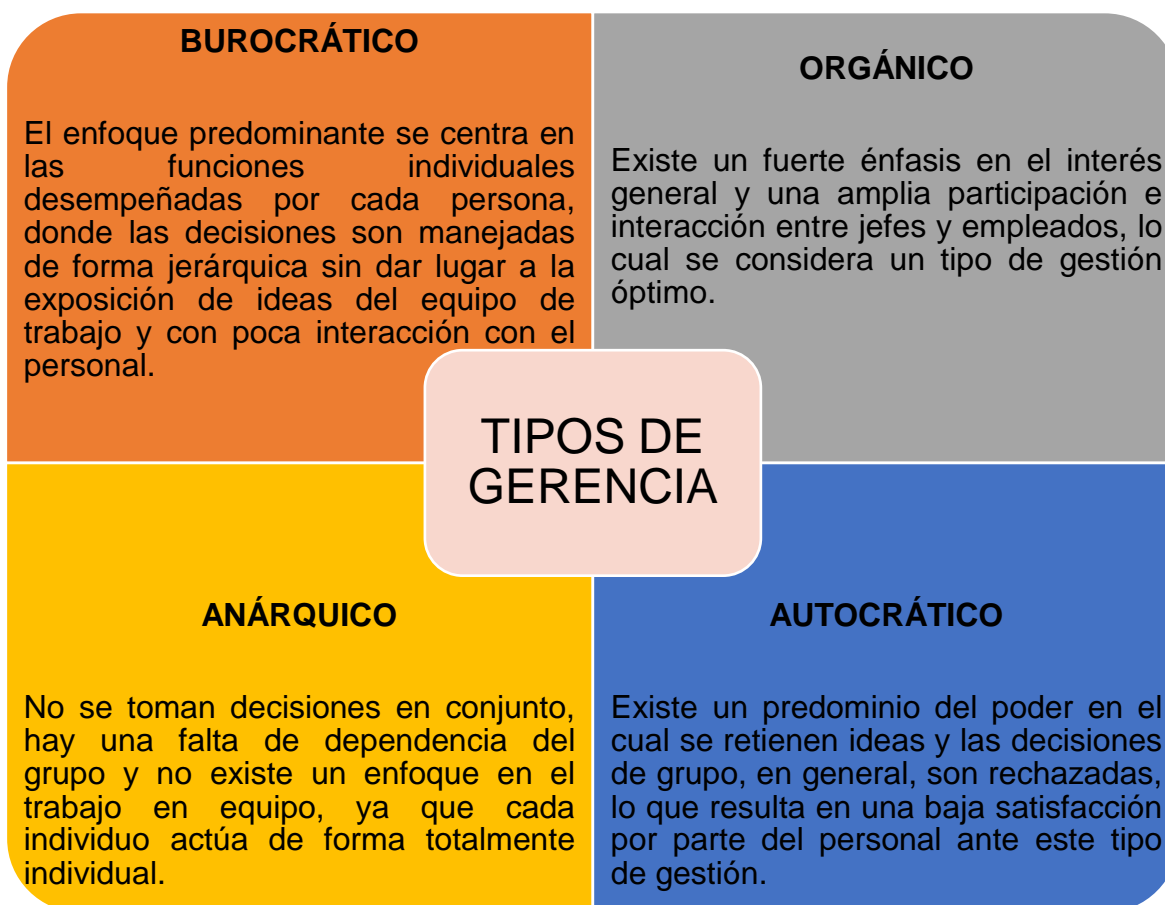 BUROCRÁTICO
El enfoque predominante se centra en
las funciones individuales
desempeñadas por cada persona,
donde las decisiones son manejadas
de forma jerárquica sin dar lugar a la
exposición de ideas del equipo de
trabajo y con poca interacción con el
personal.
ORGÁNICO
Existe un fuerte énfasis en el interés
general y una amplia participación e
interacción entre jefes y empleados, lo
cual se considera un tipo de gestión
óptimo.
TIPOS DE
GERENCIA
ANÁRQUICO
No se toman decisiones en conjunto,
hay una falta de dependencia del
grupo y no existe un enfoque en el
trabajo en equipo, ya que cada
individuo actúa de forma totalmente
individual.
AUTOCRÁTICO
Existe un predominio del poder en el
cual se retienen ideas y las decisiones
de grupo, en general, son rechazadas,
lo que resulta en una baja satisfacción
por parte del personal ante este tipo
de gestión.